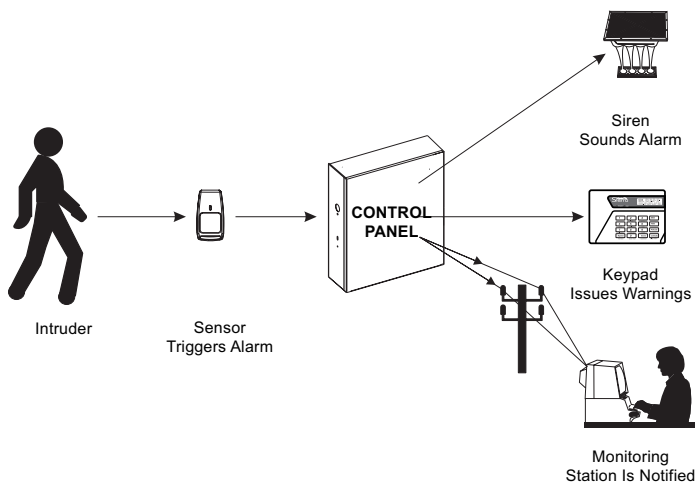 Siren
Sounds Alarm
CONTROL
PANEL
Keypad
Issues Warnings
Intruder
Sensor
Triggers Alarm
Monitoring
Station Is Notified